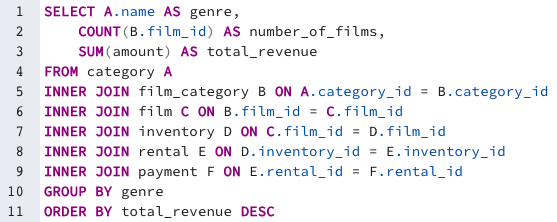 1 SELECT A.name AS genre,
2 COUNT(B.film_id) AS number_of_films,
3 SUM(amount) AS total_revenue
4 FROM category A
5 INNER JOIN film_category B ON A.category_id = B.category_id
6 INNER JOIN film C ON B.film_id = C.film_id
7 INNER JOIN inventory D ON C.film_id = D.film_id
8 INNER JOIN rental E ON D.inventory_id = E.inventory_id
9 INNER JOIN payment F ON E.rental_id = F.rental_id
10 GROUP BY genre
11 ORDER BY total_revenue DESC